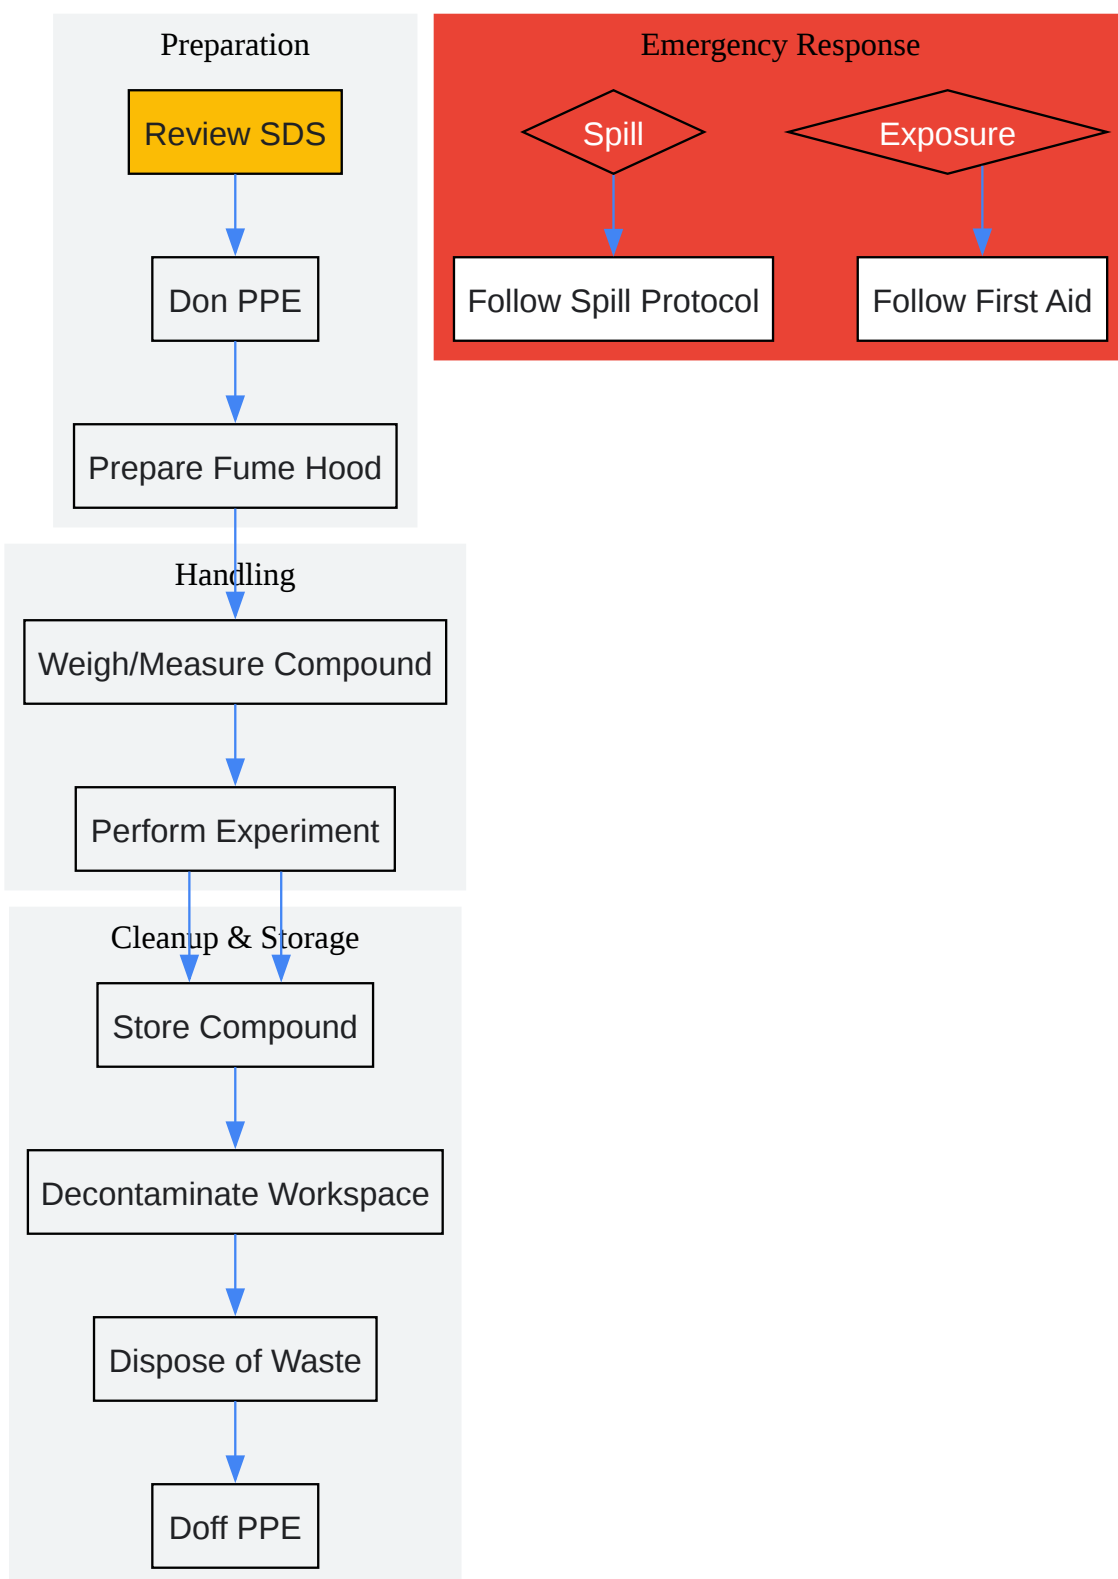 Preparation
Review SDS
Don PPE
Prepare Fume Hood
Handling
Weigh/Measure Compound
Perform Experiment
Cleanup & Storage
Store Compound
Decontaminate Workspace
Dispose of Waste
Doff PPE
Emergency Response
Spill
Exposure
Follow Spill Protocol
Follow First Aid